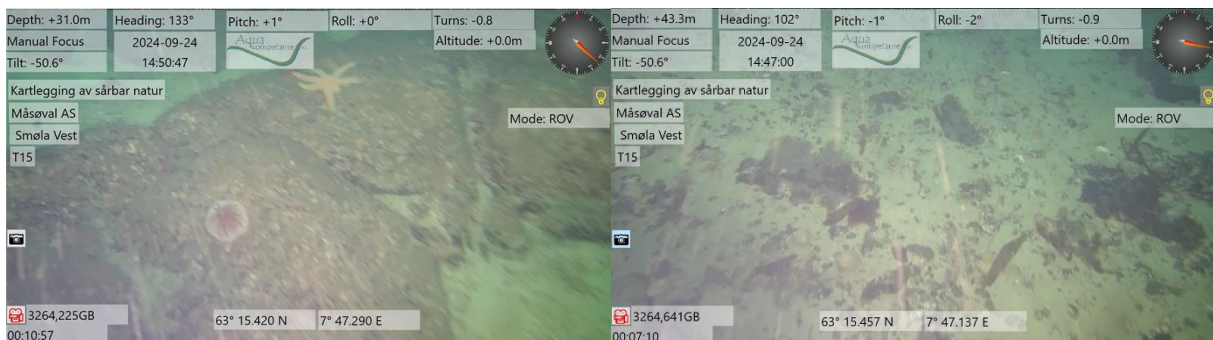 Depth: +31.0m Heading: 133° Pitch: +1° Roll: +0° Turns: -0.8
Manual Focus 2024-09-24 Altitude: +0.0m
Tilt: -50.6° 14:50:47
Aqua
kompetanse
Kartlegging av sårbar natur
Måsøval AS
Mode: ROV
Smøla Vest
T15
3264,225GB
63° 15.420 N 7° 47.290 E
00:10:57
Depth: +43.3m Heading: 102° Pitch: -1° Roll: -2° Turns: -0.9
Manual Focus 2024-09-24 Altitude: +0.0m
Tilt: -50.6° 14:47:00
Aqua
kompetanse
Kartlegging av sårbar natur
Måsøval AS
Mode: ROV
Smøla Vest
T15
3264,641GB
63° 15.457 N 7° 47.137 E
00:07:10